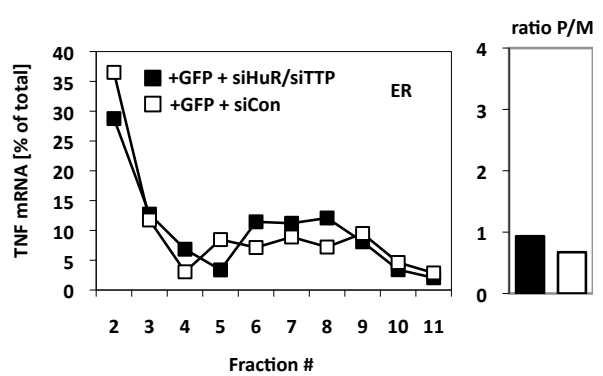 ratio P/M
40
35
30
25
20
15
10
5
0
TNF mRNA [% of total]
+GFP + siHuR/siTTP
+GFP + siCon
ER
2 3 4 5 6 7 8 9 10 11
Fraction #
4
3
2
1
0